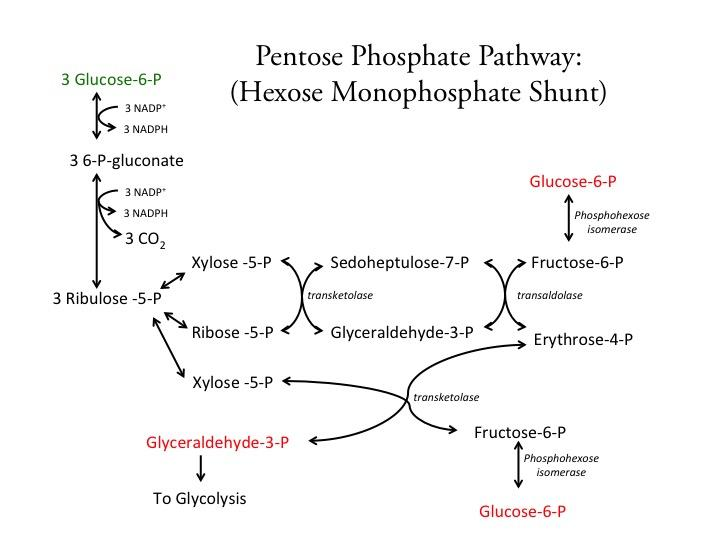 Pentose Phosphate Pathway:
(Hexose Monophosphate Shunt)
3 Glucose-6-P
3 NADP⁺
3 NADPH
3 6-P-gluconate
3 NADP⁺
3 NADPH
3 CO₂
3 Ribulose -5-P
Xylose -5-P
Ribose -5-P
Xylose -5-P
transketolase
Sedoheptulose-7-P
Glyceraldehyde-3-P
transaldolase
Glucose-6-P
Phosphohexose
isomerase
Fructose-6-P
Erythrose-4-P
transketolase
Glyceraldehyde-3-P
To Glycolysis
Fructose-6-P
Phosphohexose
isomerase
Glucose-6-P